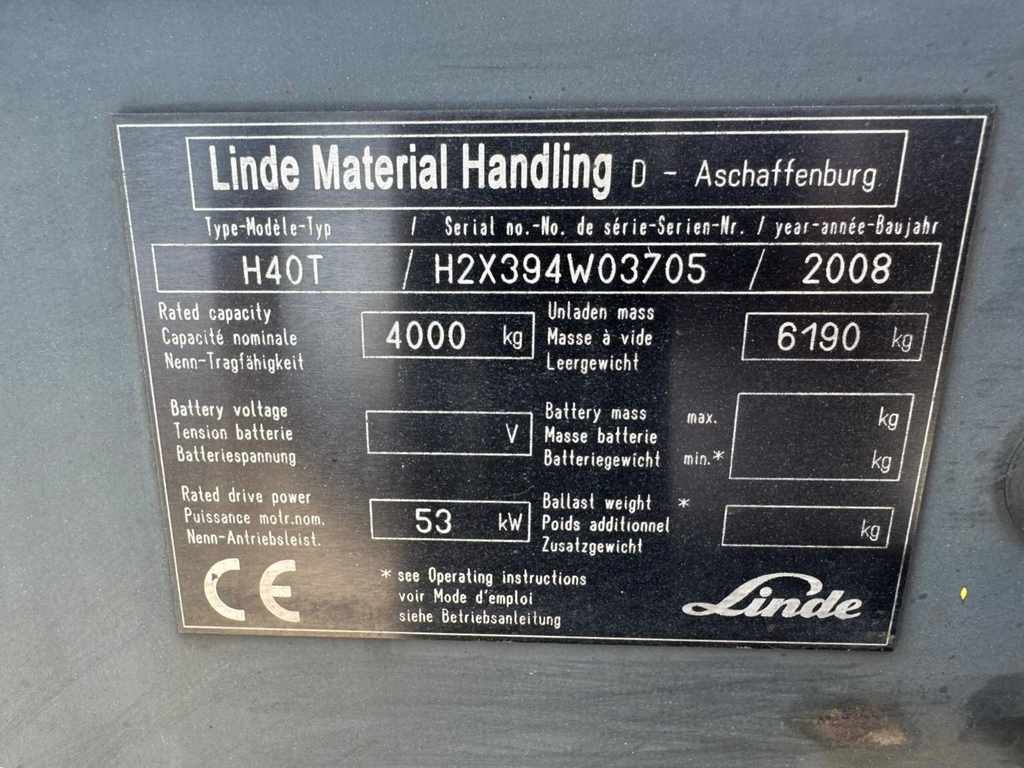 Linde Material Handling D - Aschaffenburg
Type-Modèle-Typ / Serial no.-No. de série-Serien-Nr. / year-année-Baujahr
H40T / H2X394W03705 / 2008
Rated capacity
Capacité nominale
Nenn-Tragfähigkeit
4000 kg
Unladen mass
Masse à vide
Leergewicht
6190 kg
Battery voltage
Tension batterie
Batteriespannung
V
Battery mass
Masse batterie
Batteriegewicht
max. kg
min.* kg
Rated drive power
Puissance motr.nom.
Nenn-Antriebsleist.
53 kW
Ballast weight *
Poids additionnel
Zusatzgewicht
kg
CE
* see Operating instructions
voir Mode d'emploi
siehe Betriebsanleitung
Linde